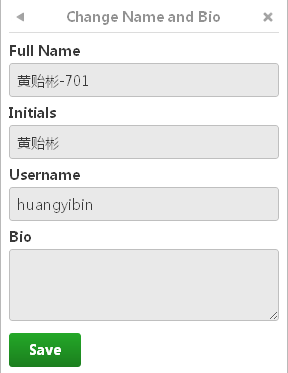 Change Name and Bio
Full Name
黄贻彬-701
Initials
黄贻彬
Username
huangyibin
Bio
Save